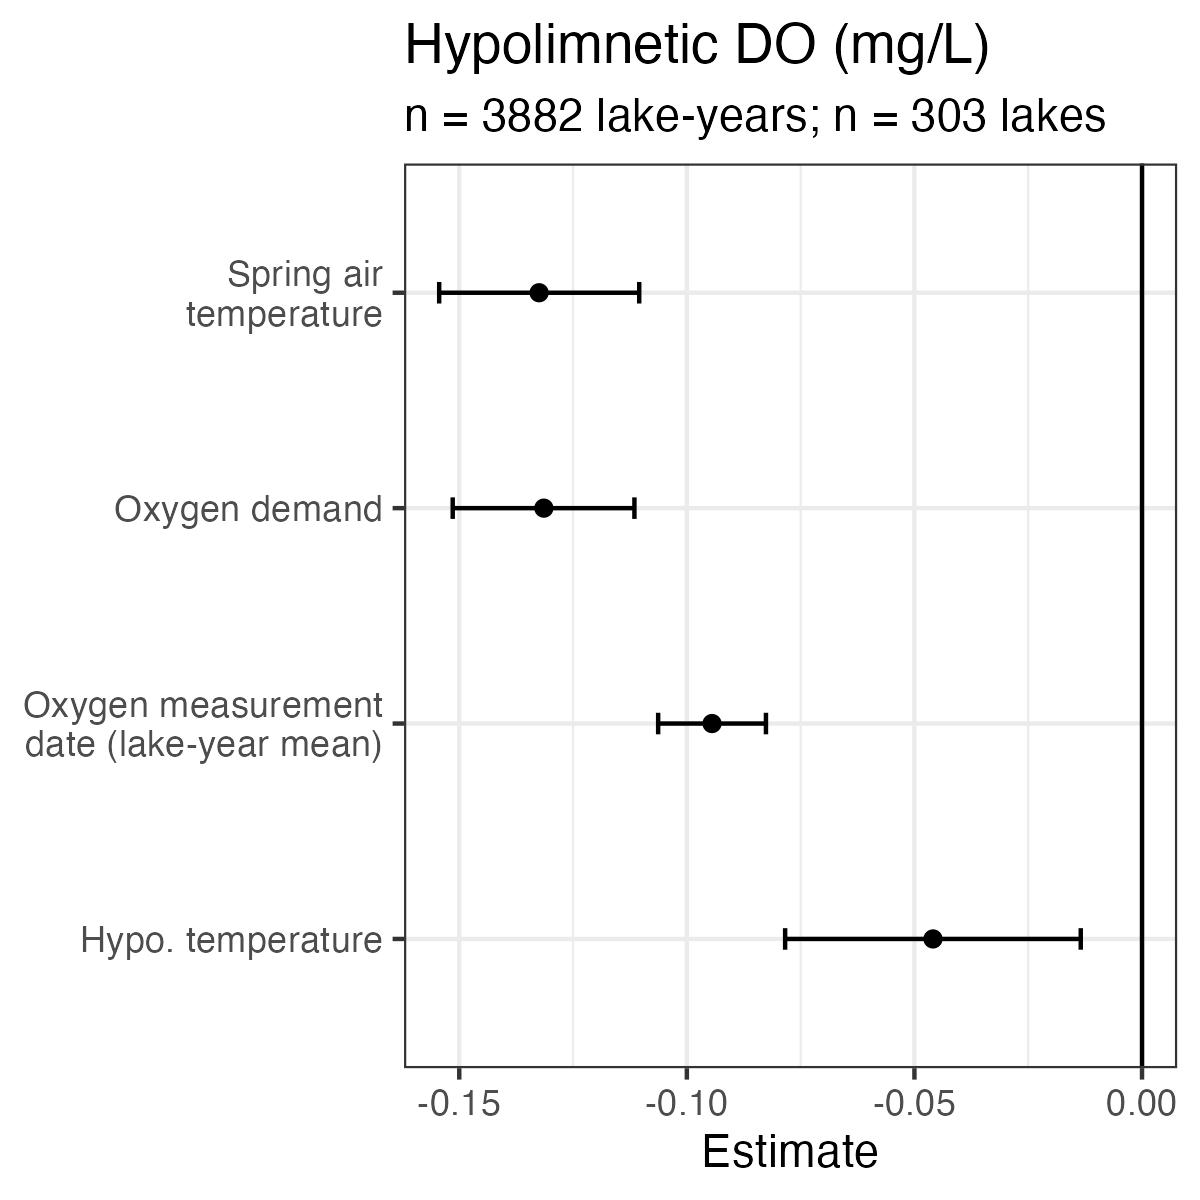 Hypolimnetic DO (mg/L)
n = 3882 lake-years; n = 303 lakes
Spring air
temperature
Oxygen demand
Oxygen measurement
date (lake-year mean)
Hypo. temperature
-0.15 -0.10 -0.05 0.00
Estimate